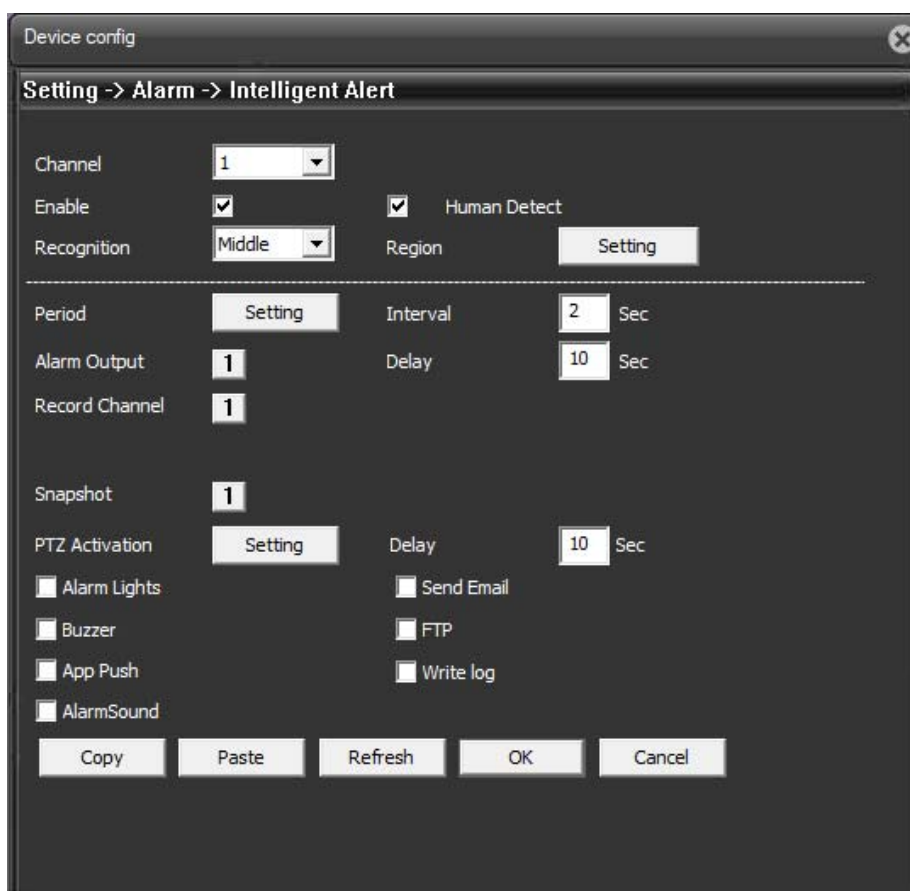 Device config
Setting -> Alarm -> Intelligent Alert
Channel 1
Enable Human Detect
Recognition Middle Region Setting
Period Setting Interval 2 Sec
Alarm Output 1 Delay 10 Sec
Record Channel 1
Snapshot 1
PTZ Activation Setting Delay 10 Sec
Alarm Lights Send Email
Buzzer FTP
App Push Write log
AlarmSound
Copy Paste Refresh OK Cancel